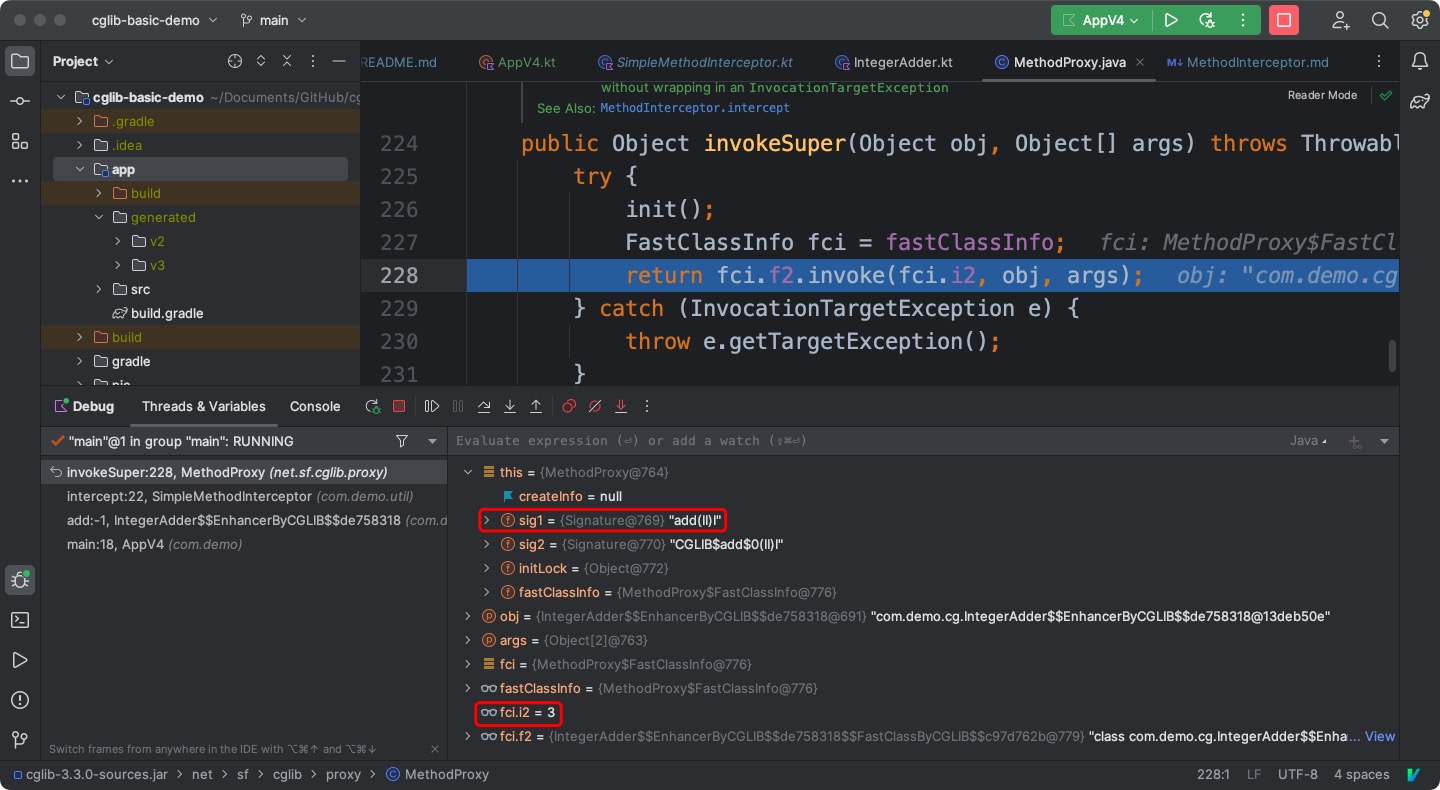 cglib-basic-demo main AppV4
Project
README.md AppV4.kt SimpleMethodInterceptor.kt IntegerAdder.kt MethodProxy.java MethodInterceptor.md
cglib-basic-demo ~/Documents/GitHub/cg
.gradle
.idea
app
build
generated
v2
v3
src
build.gradle
build
gradle
pic
without wrapping in an InvocationTargetException
Reader Mode
See Also: MethodInterceptor.intercept
224 public Object invokeSuper(Object obj, Object[] args) throws Throwabl
225 try {
226 init();
227 FastClassInfo fci = fastClassInfo; fci: MethodProxy$FastCl
228 return fci.f2.invoke(fci.i2, obj, args); obj: "com.demo.cg
229 } catch (InvocationTargetException e) {
230 throw e.getTargetException();
231 }
Debug Threads & Variables Console
"main"@1 in group "main": RUNNING
invokeSuper:228, MethodProxy (net.sf.cglib.proxy)
intercept:22, SimpleMethodInterceptor (com.demo.util)
add:-1, IntegerAdder$$EnhancerByCGLIB$$de758318 (com.d
main:18, AppV4 (com.demo)
Switch frames from anywhere in the IDE with ⌥⌘↑ and ⌥⌘↓
Evaluate expression (⏎) or add a watch (⇧⌘⏎) Java
this = {MethodProxy@764}
createInfo = null
sig1 = {Signature@769} "add(II)I"
sig2 = {Signature@770} "CGLIB$add$0(II)I"
initLock = {Object@772}
fastClassInfo = {MethodProxy$FastClassInfo@776}
obj = {IntegerAdder$$EnhancerByCGLIB$$de758318@691} "com.demo.cg.IntegerAdder$$EnhancerByCGLIB$$de758318@13deb50e"
args = {Object[2]@763}
fci = {MethodProxy$FastClassInfo@776}
fastClassInfo = {MethodProxy$FastClassInfo@776}
fci.i2 = 3
fci.f2 = {IntegerAdder$$EnhancerByCGLIB$$de758318$$FastClassByCGLIB$$c97d762b@779} "class com.demo.cg.IntegerAdder$$Enha... View
cglib-3.3.0-sources.jar > net > sf > cglib > proxy > MethodProxy
228:1 LF UTF-8 4 spaces